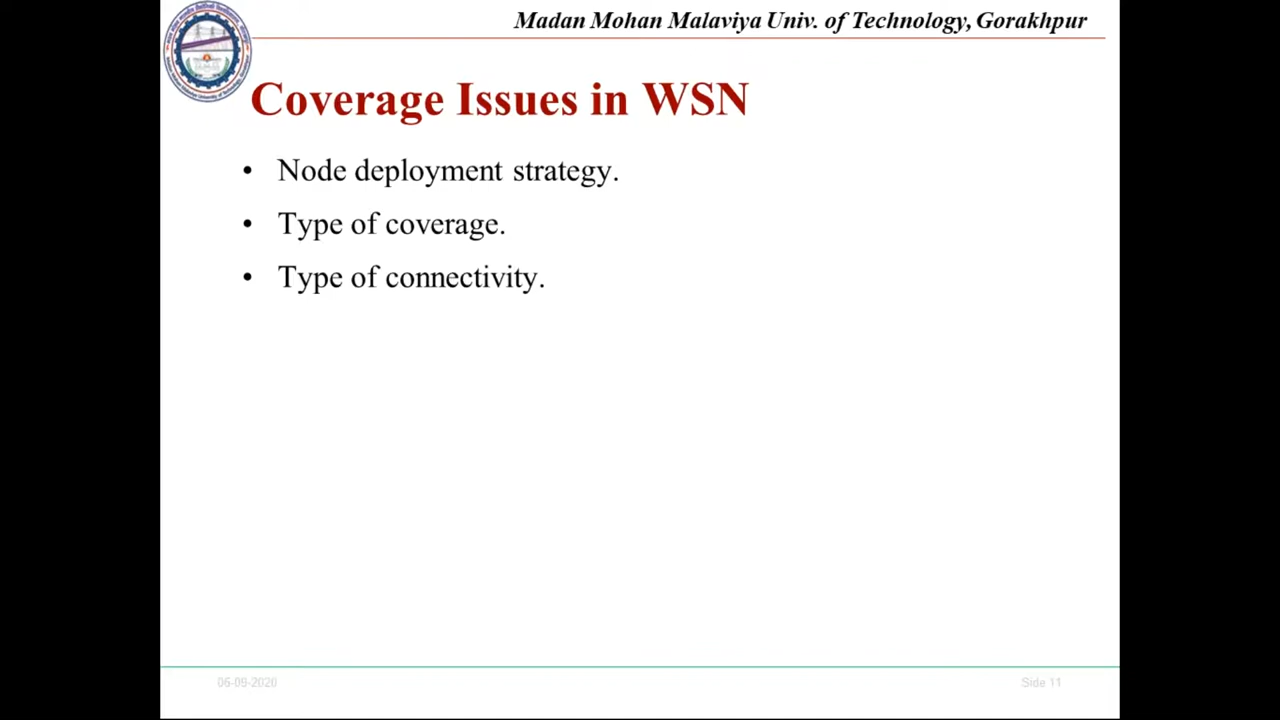 Madan Mohan Malaviya Univ. of Technology, Gorakhpur
Coverage Issues in WSN
• Node deployment strategy.
• Type of coverage.
• Type of connectivity.
06-09-2020
Side 11